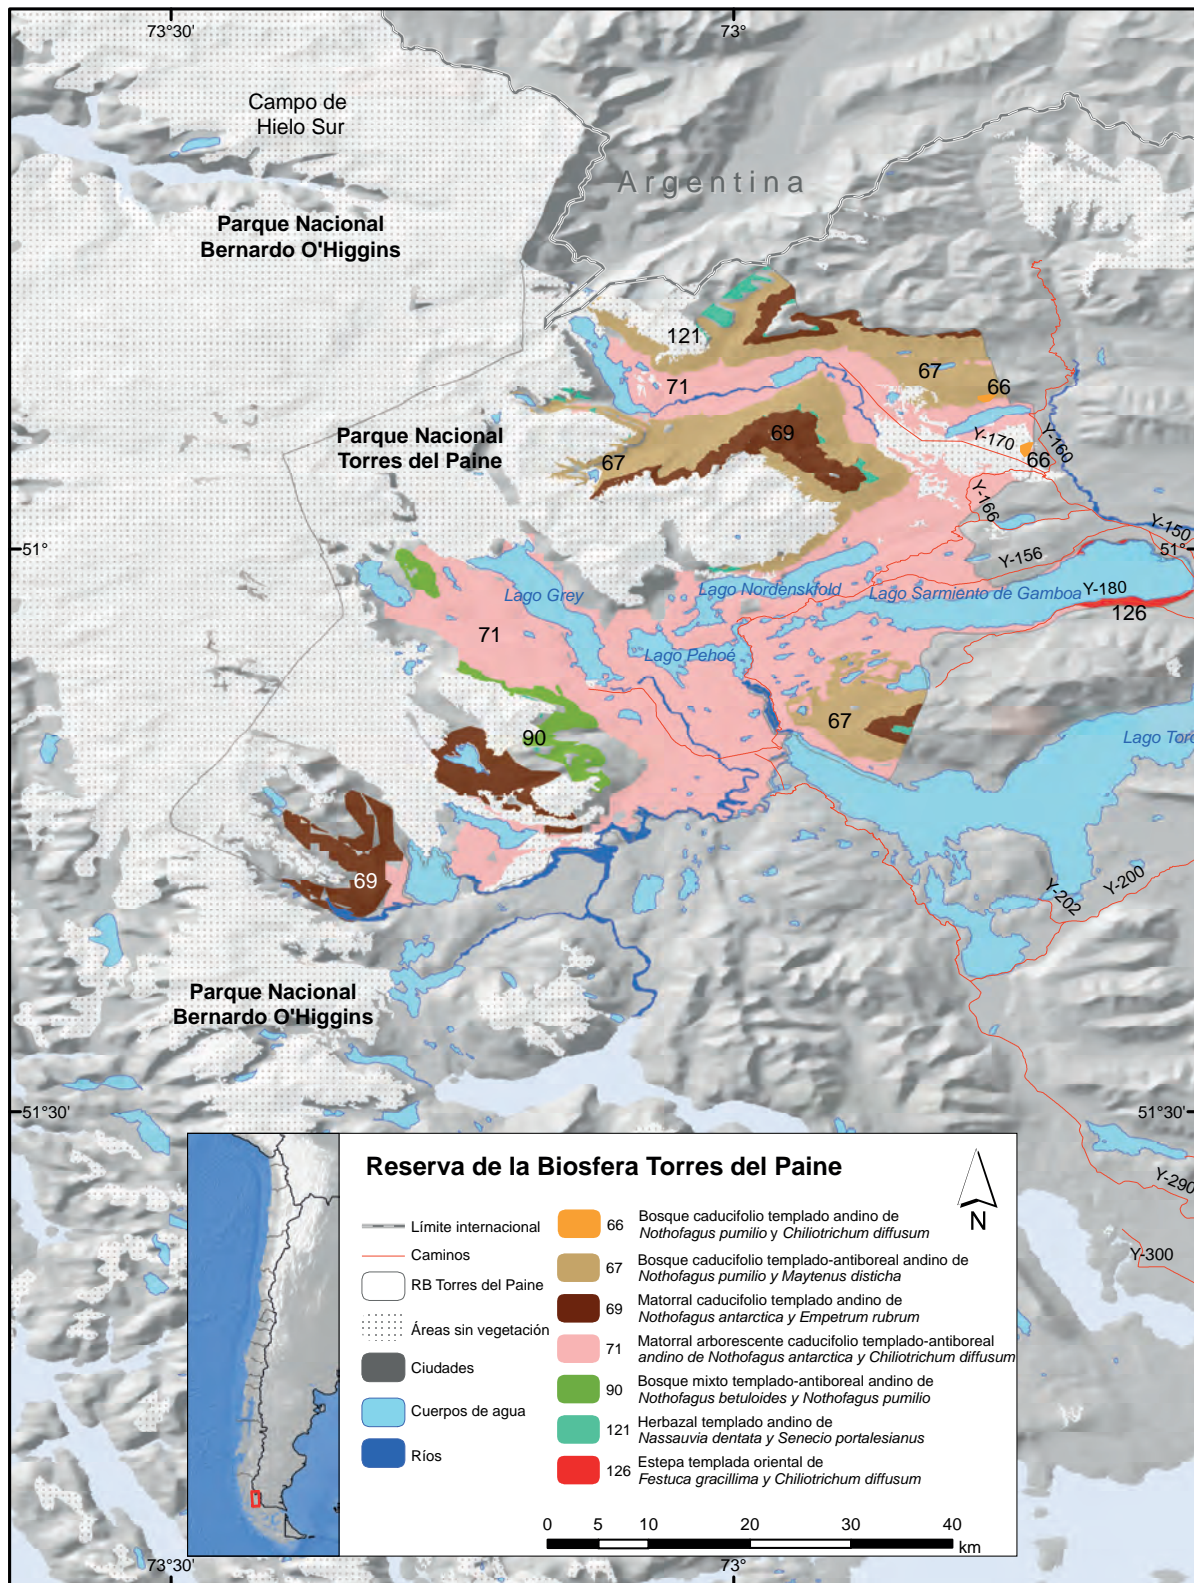 73°30'
73°
Campo de
Hielo Sur
Argentina
Parque Nacional
Bernardo O'Higgins
121
67
66
71
Parque Nacional
Torres del Paine
69
67
Y-170
Y-160
66
Y-166
Y-150
51°
51°
Y-156
Lago Grey
Lago Nordenskfold
Y-180
Lago Sarmiento de Gamboa
126
71
Lago Pehoé
67
90
Lago Toro
69
Y-200
Y-202
Parque Nacional
Bernardo O'Higgins
51°30'
51°30'
Y-290
Y-300
Reserva de la Biosfera Torres del Paine
N
Límite internacional
Caminos
RB Torres del Paine
Áreas sin vegetación
Ciudades
Cuerpos de agua
Ríos
66 Bosque caducifolio templado andino de
Nothofagus pumilio y Chiliotrichum diffusum
67 Bosque caducifolio templado-antiboreal andino de
Nothofagus pumilio y Maytenus disticha
69 Matorral caducifolio templado andino de
Nothofagus antarctica y Empetrum rubrum
71 Matorral arborescente caducifolio templado-antiboreal
andino de Nothofagus antarctica y Chiliotrichum diffusum
90 Bosque mixto templado-antiboreal andino de
Nothofagus betuloides y Nothofagus pumilio
121 Herbazal templado andino de
Nassauvia dentata y Senecio portalesianus
126 Estepa templada oriental de
Festuca gracillima y Chiliotrichum diffusum
0 5 10 20 30 40
km
73°30'
73°